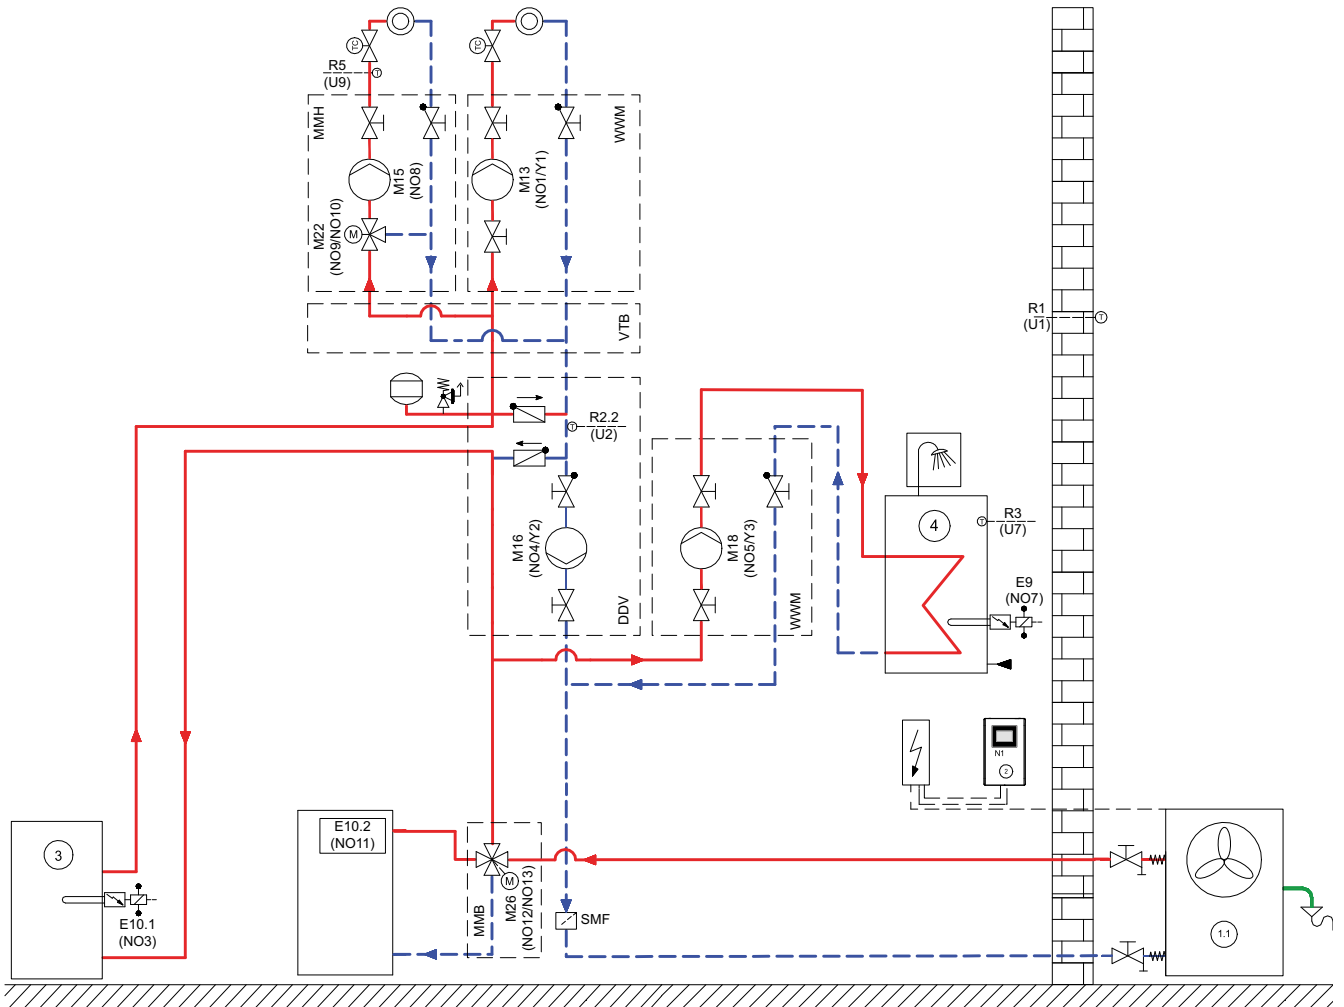 TC
TC
R5
(U9)
T
MMH
WWM
M15
(NO8)
M13
(NO1/Y1)
M22
(NO9/NO10)
M
VTB
R1
(U1)
T
R2.2
(U2)
T
M16
(NO4/Y2)
DDV
M18
(NO5/Y3)
WWM
4
R3
(U7)
T
E9
(NO7)
N1
2
3
E10.1
(NO3)
E10.2
(NO11)
M
M26
(NO12/NO13)
MMB
SMF
1.1